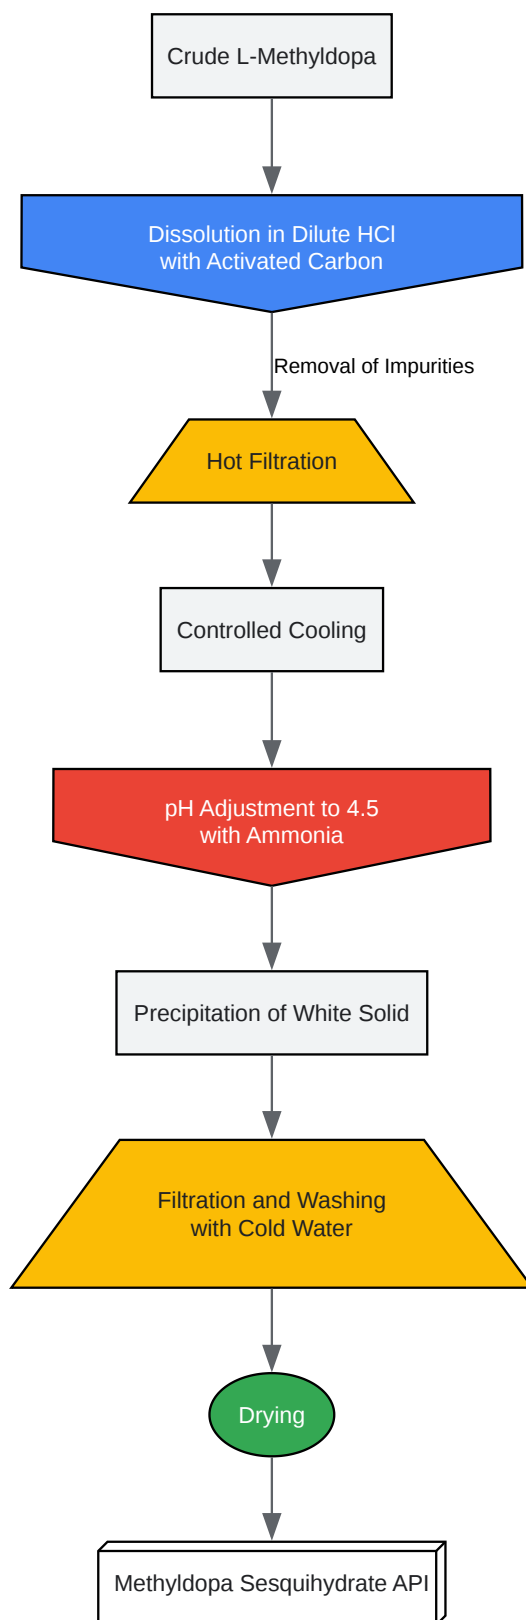 Crude L-Methyldopa
Dissolution in Dilute HCl
with Activated Carbon
Removal of Impurities
Hot Filtration
Controlled Cooling
pH Adjustment to 4.5
with Ammonia
Precipitation of White Solid
Filtration and Washing
with Cold Water
Drying
Methyldopa Sesquihydrate API